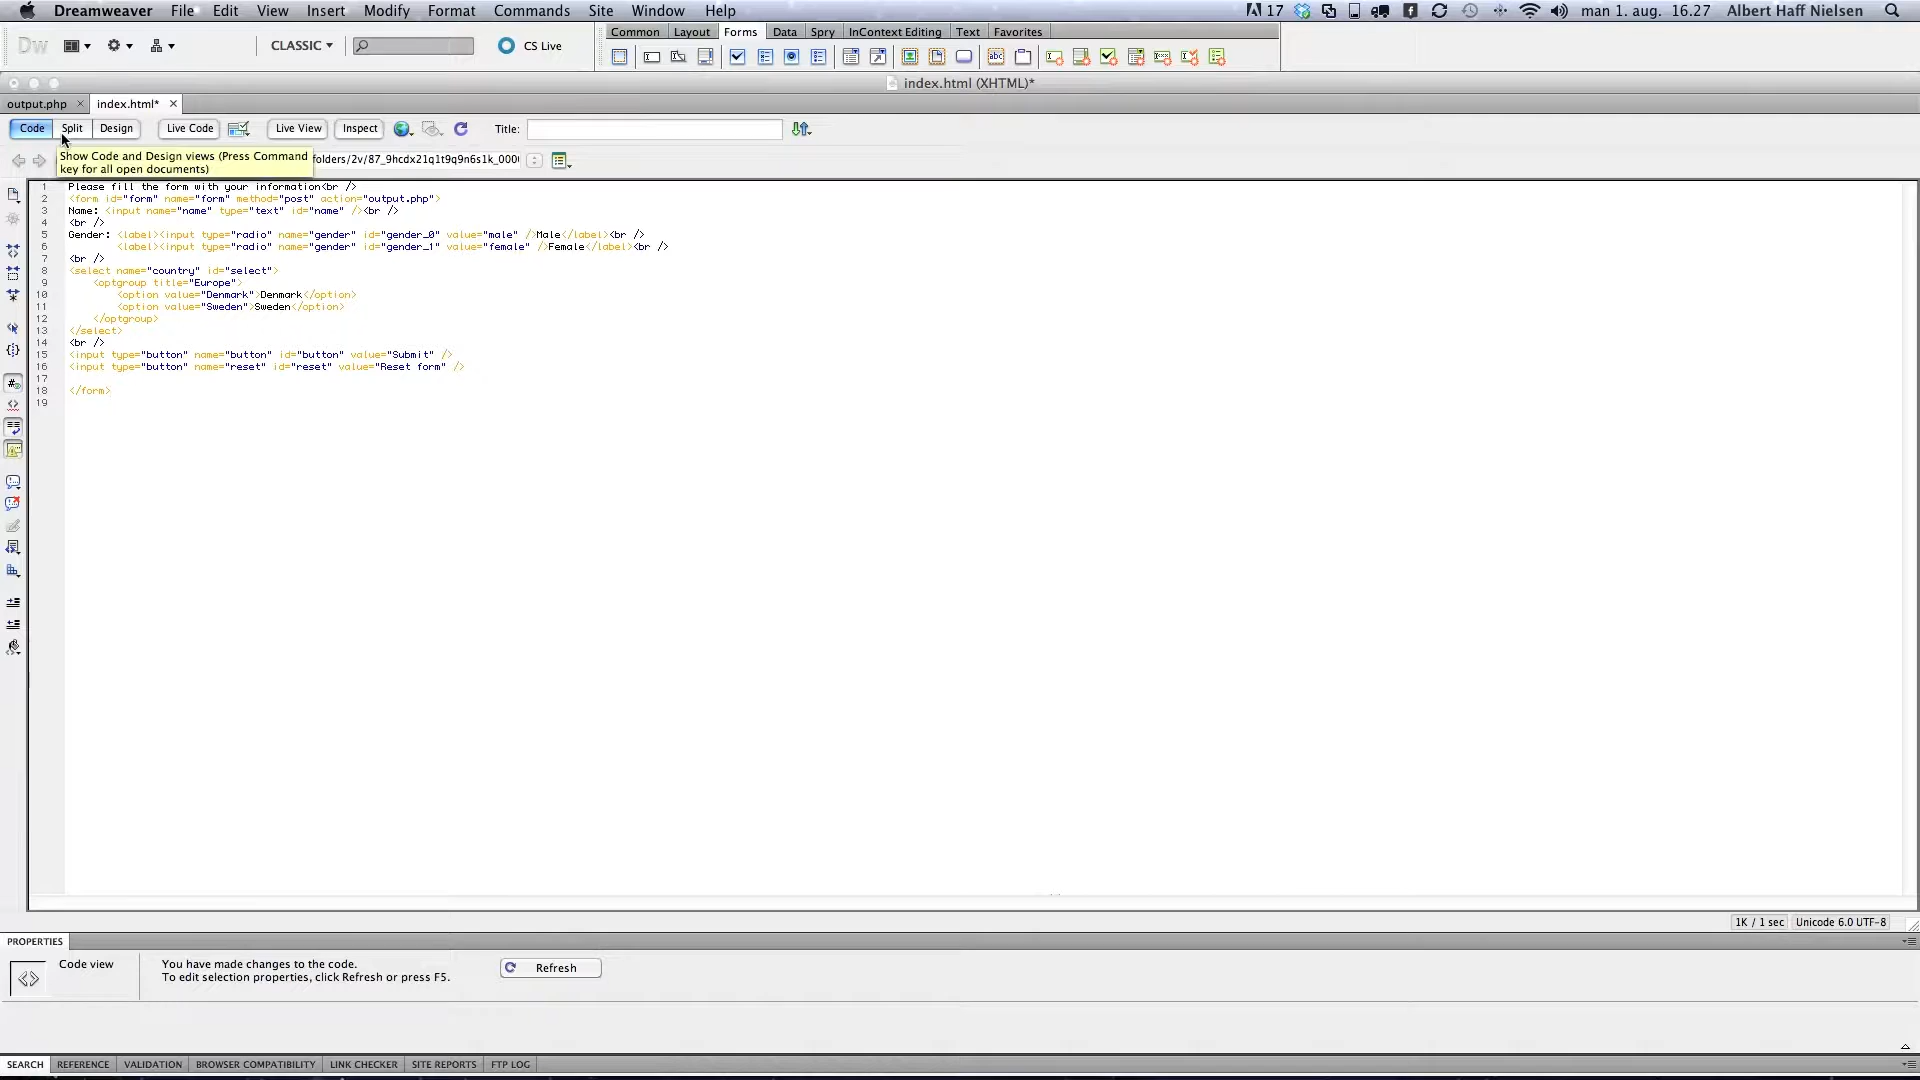 Dreamweaver File Edit View Insert Modify Format Commands Site Window Help 17 man 1. aug. 16.27 Albert Haff Nielsen
Dw CLASSIC CS Live Common Layout Forms Data Spry InContext Editing Text Favorites
index.html (XHTML)*
output.php index.html*
Code Split Design Live Code Live View Inspect Title:
Show Code and Design views (Press Command
key for all open documents)
folders/2v/87_9hcdx21q1t9q9n6s1k_000
1 Please fill the form with your information<br />
2 <form id="form" name="form" method="post" action="output.php">
3 Name: <input name="name" type="text" id="name" /><br />
4 <br />
5 Gender: <label><input type="radio" name="gender" id="gender_0" value="male" />Male</label><br />
6 <label><input type="radio" name="gender" id="gender_1" value="female" />Female</label><br />
7 <br />
8 <select name="country" id="select">
9 <optgroup title="Europe">
10 <option value="Denmark">Denmark</option>
11 <option value="Sweden">Sweden</option>
12 </optgroup>
13 </select>
14 <br />
15 <input type="button" name="button" id="button" value="Submit" />
16 <input type="button" name="reset" id="reset" value="Reset form" />
17
18 </form>
19
1K / 1 sec Unicode 6.0 UTF-8
PROPERTIES
Code view
You have made changes to the code.
To edit selection properties, click Refresh or press F5.
Refresh
SEARCH REFERENCE VALIDATION BROWSER COMPATIBILITY LINK CHECKER SITE REPORTS FTP LOG